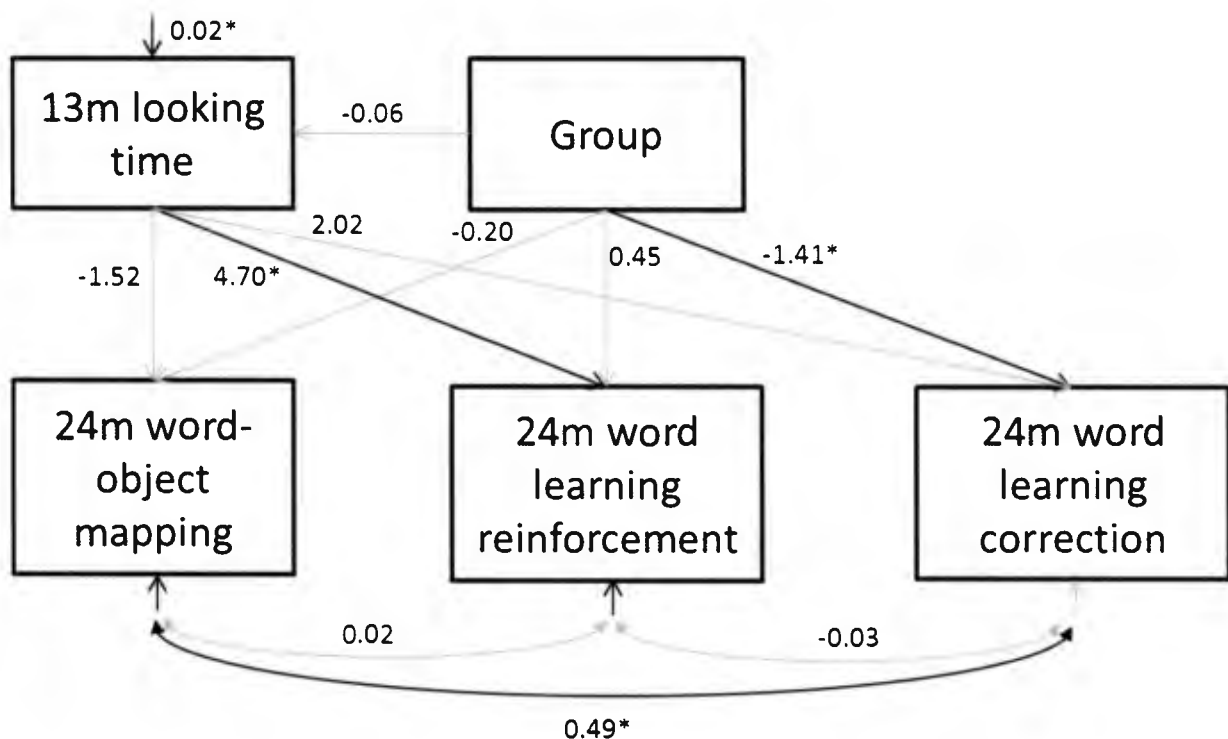 0.02*
13m looking
time
-0.06
Group
2.02
-0.20
-1.52
4.70*
0.45
-1.41*
24m word-
object
mapping
24m word
learning
reinforcement
24m word
learning
correction
0.02
-0.03
0.49*